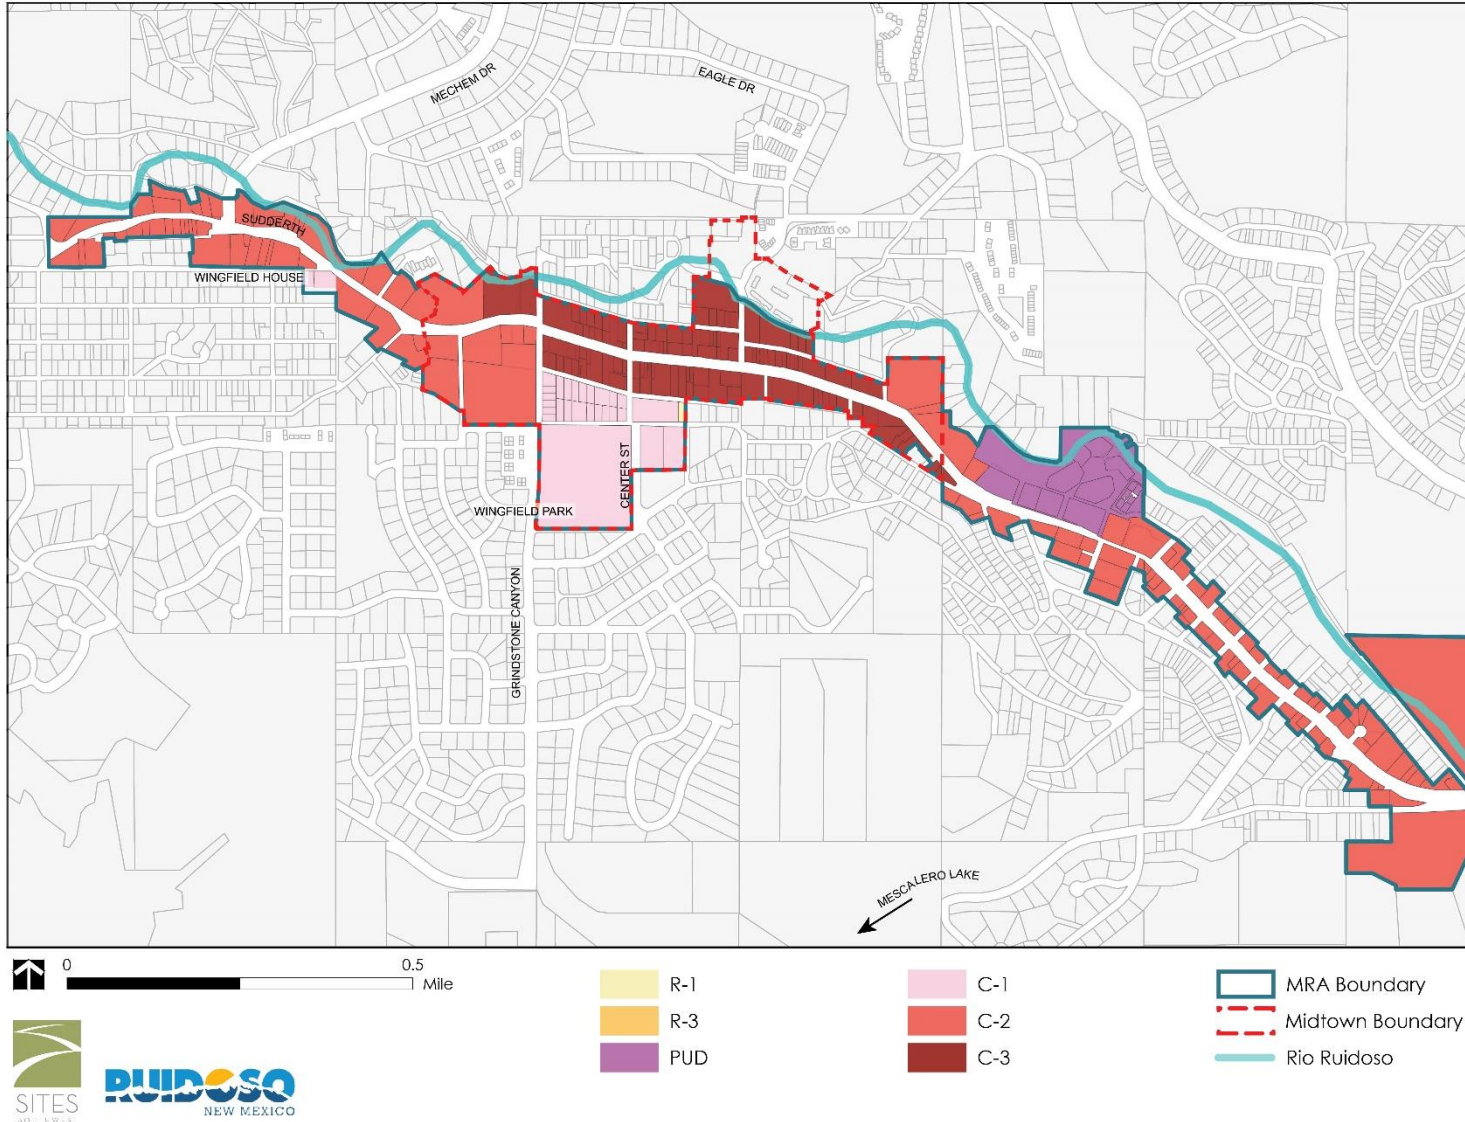 MECHEM DR
EAGLE DR
SUDDERTH
WINGFIELD HOUSE
CENTER ST
WINGFIELD PARK
GRINDSTONE CANYON
MESCALERO LAKE
0
0.5
Mile
R-1
R-3
PUD
C-1
C-2
C-3
MRA Boundary
Midtown Boundary
Rio Ruidoso
SITES
RUIDOSO
NEW MEXICO